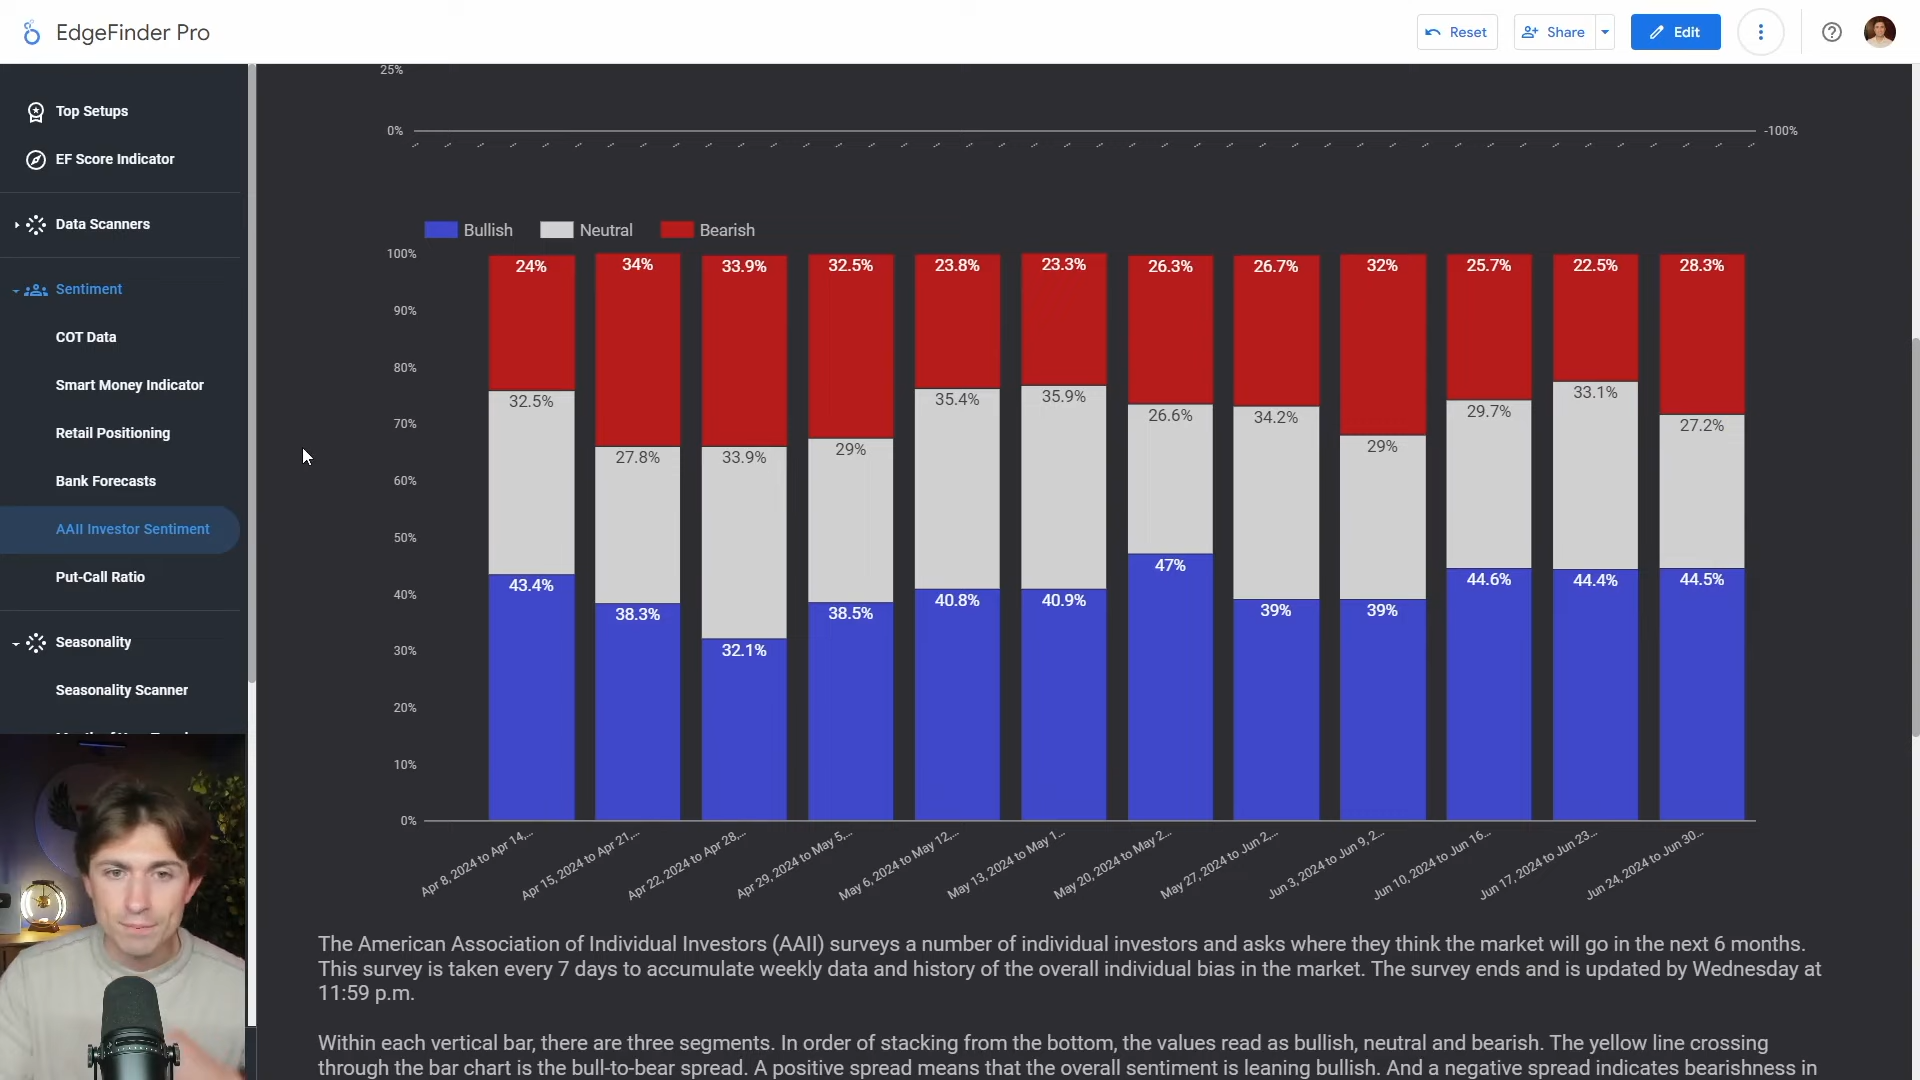 EdgeFinder Pro
Reset
Share
Edit
Top Setups
EF Score Indicator
Data Scanners
Sentiment
COT Data
Smart Money Indicator
Retail Positioning
Bank Forecasts
AAII Investor Sentiment
Put-Call Ratio
Seasonality
Seasonality Scanner
25%
0%
-100%
Bullish Neutral Bearish
100%
90%
80%
70%
60%
50%
40%
30%
20%
10%
0%
24% 34% 33.9% 32.5% 23.8% 23.3% 26.3% 26.7% 32% 25.7% 22.5% 28.3%
32.5% 27.8% 33.9% 29% 35.4% 35.9% 26.6% 34.2% 29% 29.7% 33.1% 27.2%
43.4% 38.3% 32.1% 38.5% 40.8% 40.9% 47% 39% 39% 44.6% 44.4% 44.5%
Apr 8, 2024 to Apr 14,...
Apr 15, 2024 to Apr 21,...
Apr 22, 2024 to Apr 28,...
Apr 29, 2024 to May 5,...
May 6, 2024 to May 12,...
May 13, 2024 to May 1...
May 20, 2024 to May 2...
May 27, 2024 to Jun 2,...
Jun 3, 2024 to Jun 9, 2...
Jun 10, 2024 to Jun 16...
Jun 17, 2024 to Jun 23...
Jun 24, 2024 to Jun 30...
The American Association of Individual Investors (AAII) surveys a number of individual investors and asks where they think the market will go in the next 6 months.
This survey is taken every 7 days to accumulate weekly data and history of the overall individual bias in the market. The survey ends and is updated by Wednesday at
11:59 p.m.
Within each vertical bar, there are three segments. In order of stacking from the bottom, the values read as bullish, neutral and bearish. The yellow line crossing
through the bar chart is the bull-to-bear spread. A positive spread means that the overall sentiment is leaning bullish. And a negative spread indicates bearishness in